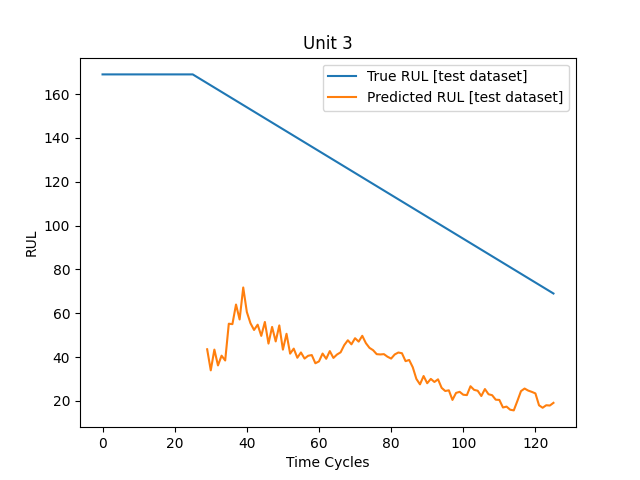 Unit 3
True RUL [test dataset]
Predicted RUL [test dataset]
160
140
120
100
80
60
40
20
RUL
0 20 40 60 80 100 120
Time Cycles